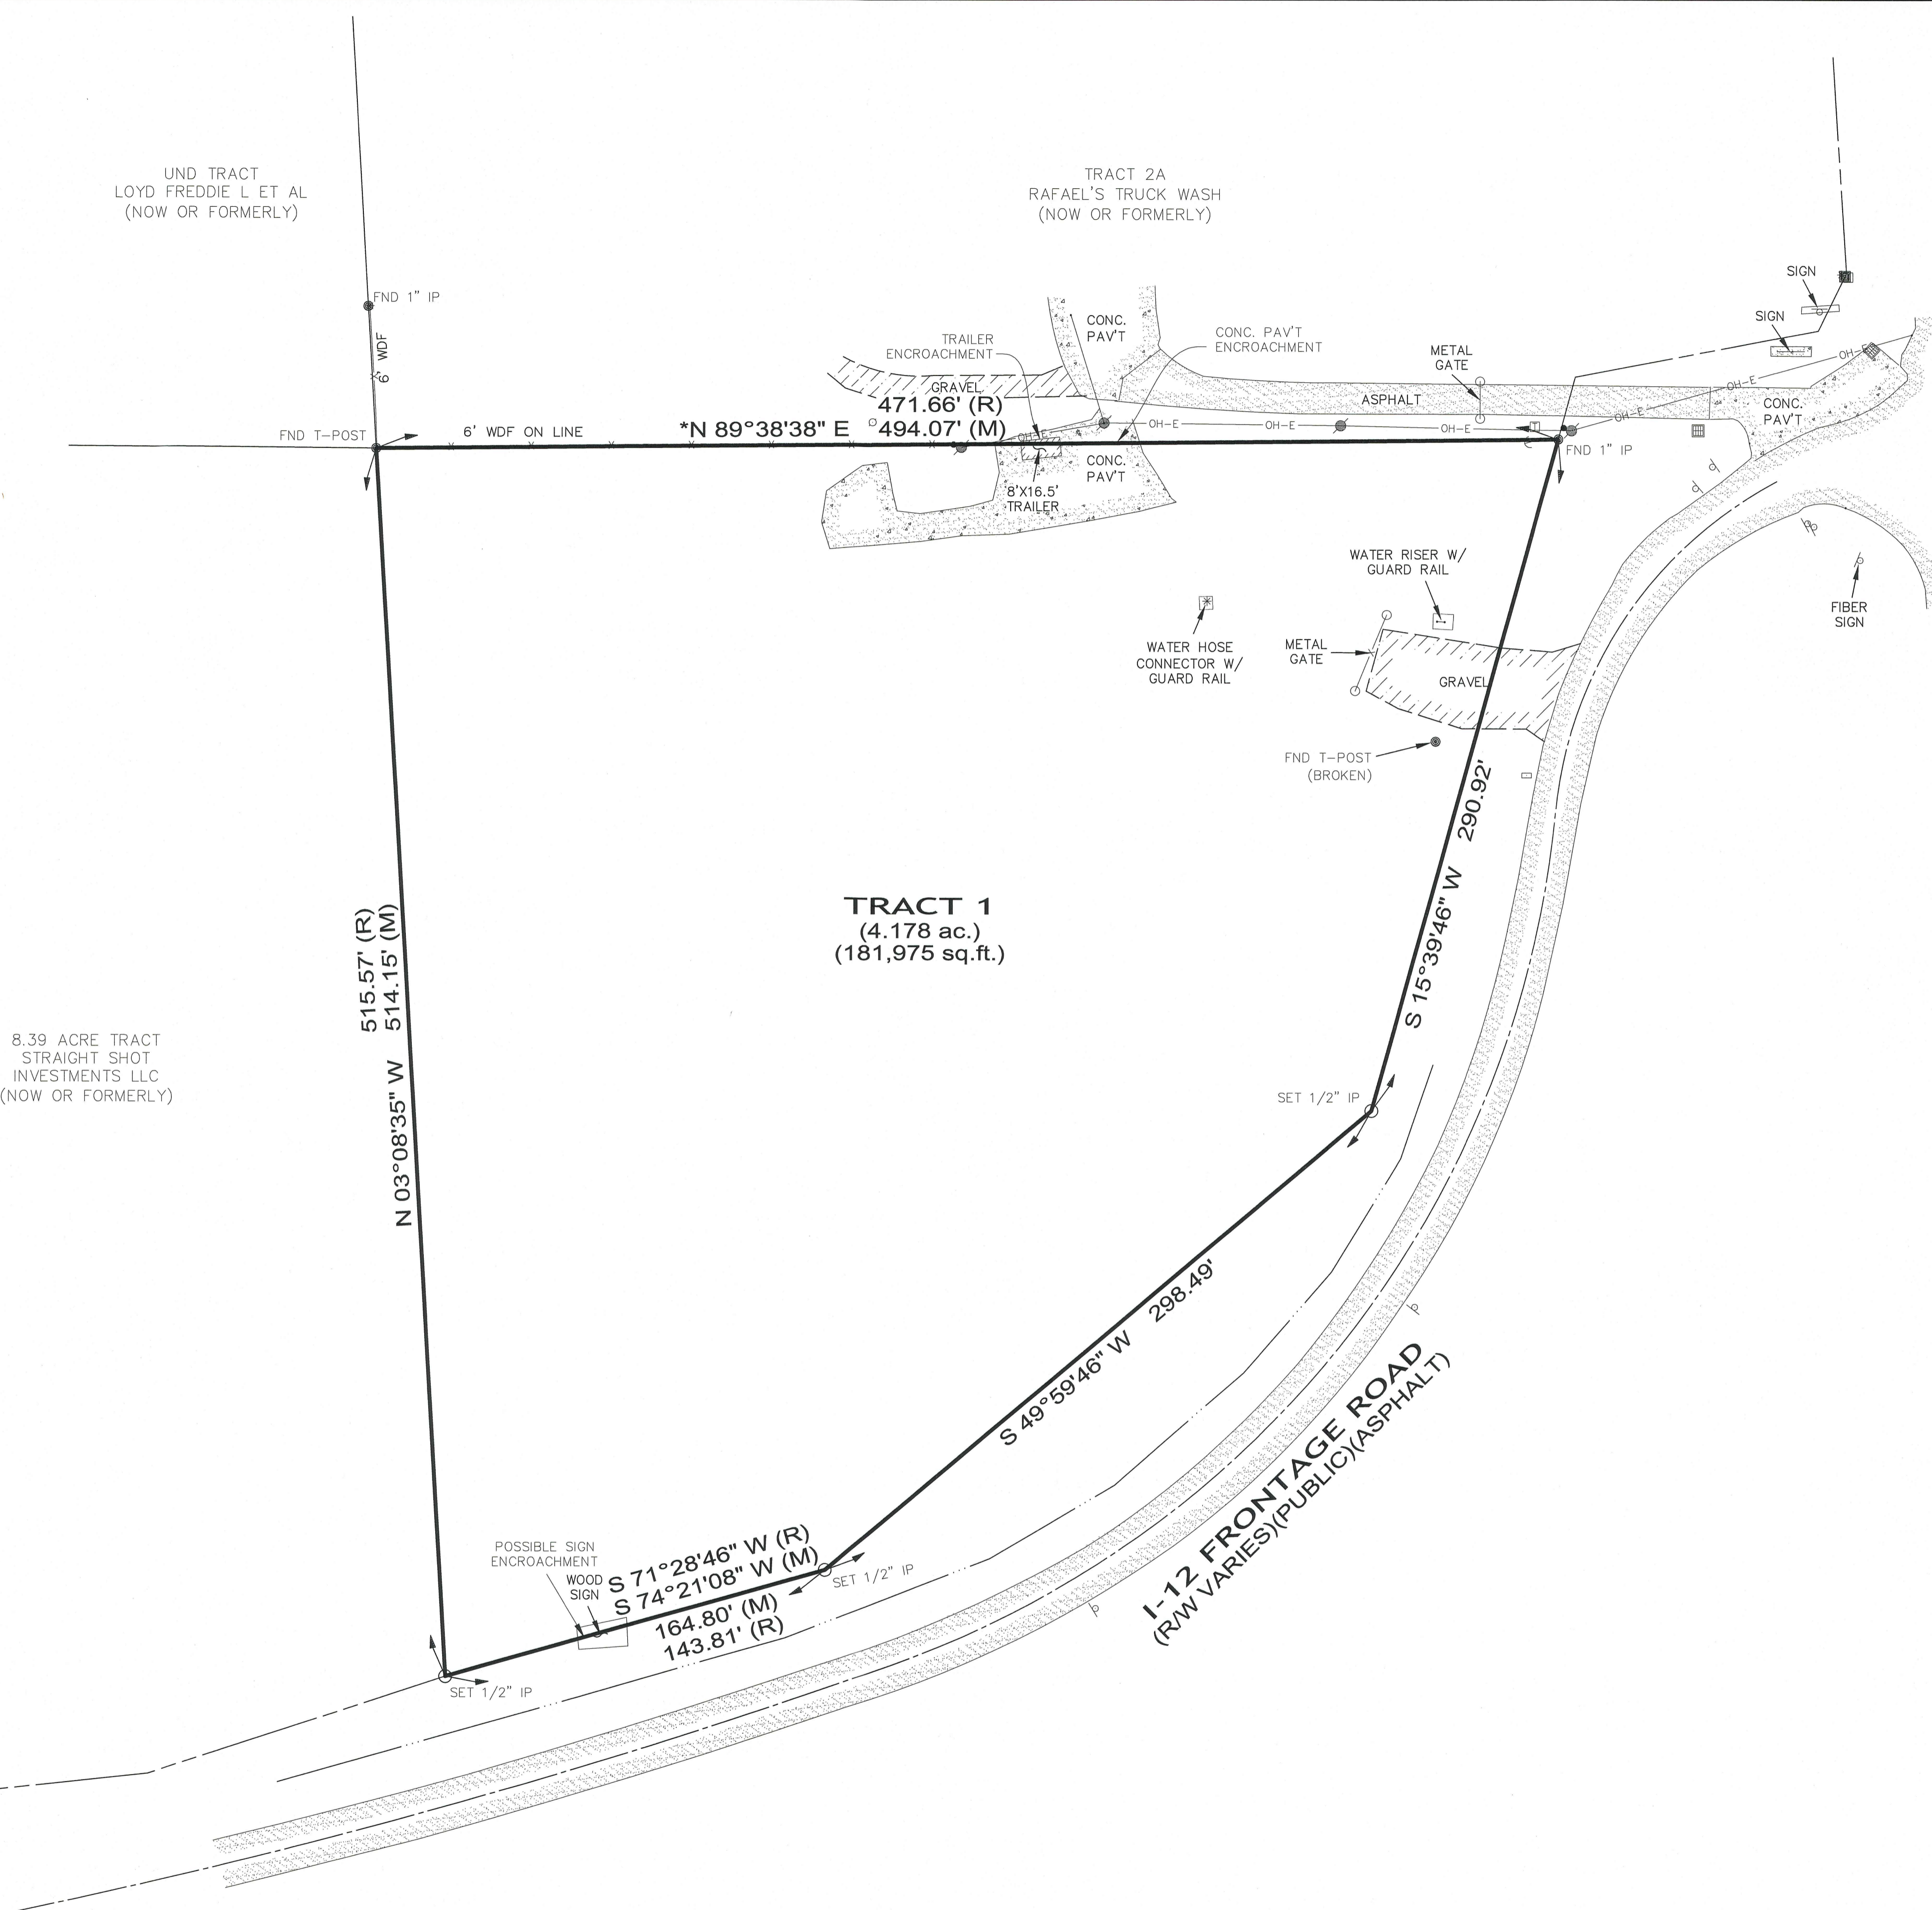 UND TRACT
LOYD FREDDIE L ET AL
(NOW OR FORMERLY)
TRACT 2A
RAFAEL'S TRUCK WASH
(NOW OR FORMERLY)
FND 1" IP
6' WDF
SIGN
SIGN
TRAILER
ENCROACHMENT
CONC.
PAV'T
CONC. PAV'T
ENCROACHMENT
METAL
GATE
GRAVEL
ASPHALT
CONC.
PAV'T
OH-E
OH-E
OH-E
471.66' (R)
*N 89°38'38" E 494.07' (M)
FND T-POST
6' WDF ON LINE
OH-E
OH-E
OH-E
OH-E
FND 1" IP
CONC.
PAV'T
8'X16.5'
TRAILER
WATER RISER W/
GUARD RAIL
FIBER
SIGN
WATER HOSE
CONNECTOR W/
GUARD RAIL
METAL
GATE
GRAVEL
FND T-POST
(BROKEN)
S 15°39'46" W 290.92'
TRACT 1
(4.178 ac.)
(181,975 sq.ft.)
515.57' (R)
N 03°08'35" W 514.15' (M)
8.39 ACRE TRACT
STRAIGHT SHOT
INVESTMENTS LLC
(NOW OR FORMERLY)
SET 1/2" IP
S 49°59'46" W 298.49'
I-12 FRONTAGE ROAD
(R/W VARIES)(PUBLIC)(ASPHALT)
POSSIBLE SIGN
ENCROACHMENT
WOOD
SIGN
S 71°28'46" W (R)
S 74°21'08" W (M)
164.80' (M)
143.81' (R)
SET 1/2" IP
SET 1/2" IP